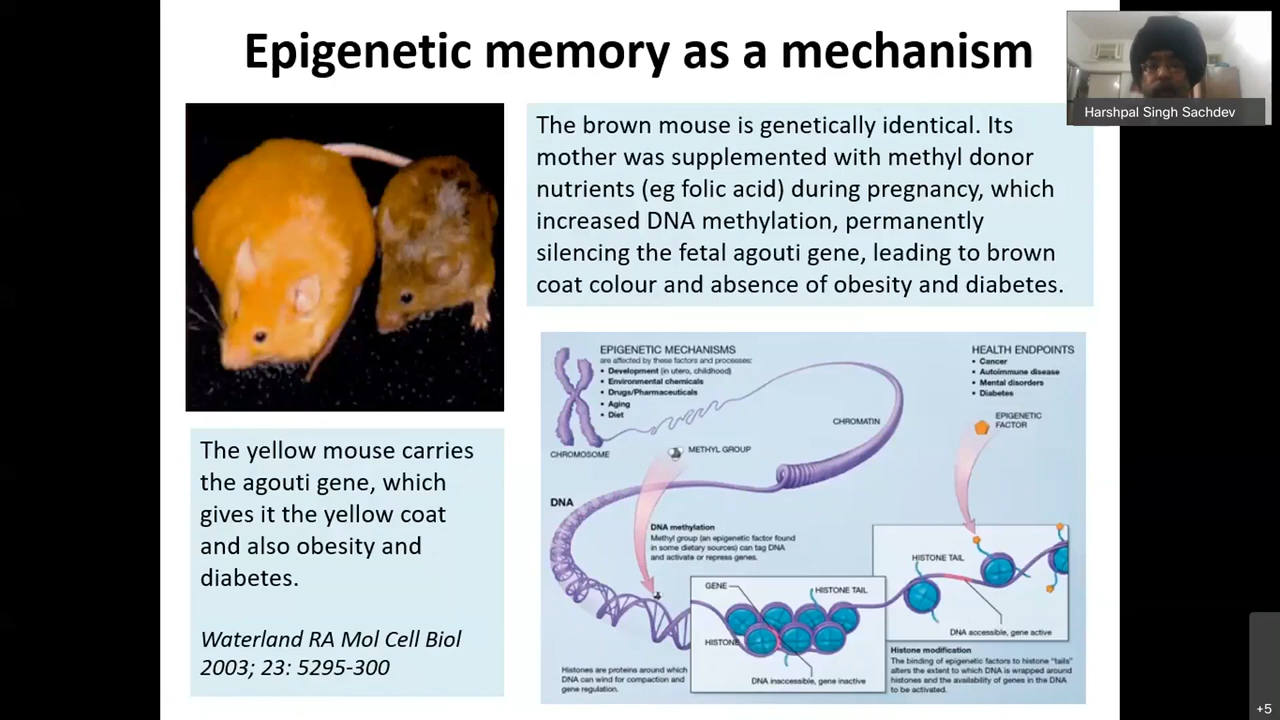 Epigenetic memory as a mechanism
Harshpal Singh Sachdev
The brown mouse is genetically identical. Its
mother was supplemented with methyl donor
nutrients (eg folic acid) during pregnancy, which
increased DNA methylation, permanently
silencing the fetal agouti gene, leading to brown
coat colour and absence of obesity and diabetes.
The yellow mouse carries
the agouti gene, which
gives it the yellow coat
and also obesity and
diabetes.
Waterland RA Mol Cell Biol
2003; 23: 5295-300
EPIGENETIC MECHANISMS
are affected by these factors and processes:
• Development (in utero, childhood)
• Environmental chemicals
• Drugs/Pharmaceuticals
• Aging
• Diet
HEALTH ENDPOINTS
• Cancer
• Autoimmune disease
• Mental disorders
• Diabetes
EPIGENETIC
FACTOR
CHROMATIN
CHROMOSOME
METHYL GROUP
DNA
DNA methylation
Methyl group (an epigenetic factor found
in some dietary sources) can tag DNA
and activate or repress genes.
GENE
HISTONE TAIL
HISTONE
DNA inaccessible, gene inactive
HISTONE TAIL
DNA accessible, gene active
Histones are proteins around which
DNA can wind for compaction and
gene regulation.
Histone modification
The binding of epigenetic factors to histone "tails"
alters the extent to which DNA is wrapped around
histones and the availability of genes in the DNA
to be activated.
+5